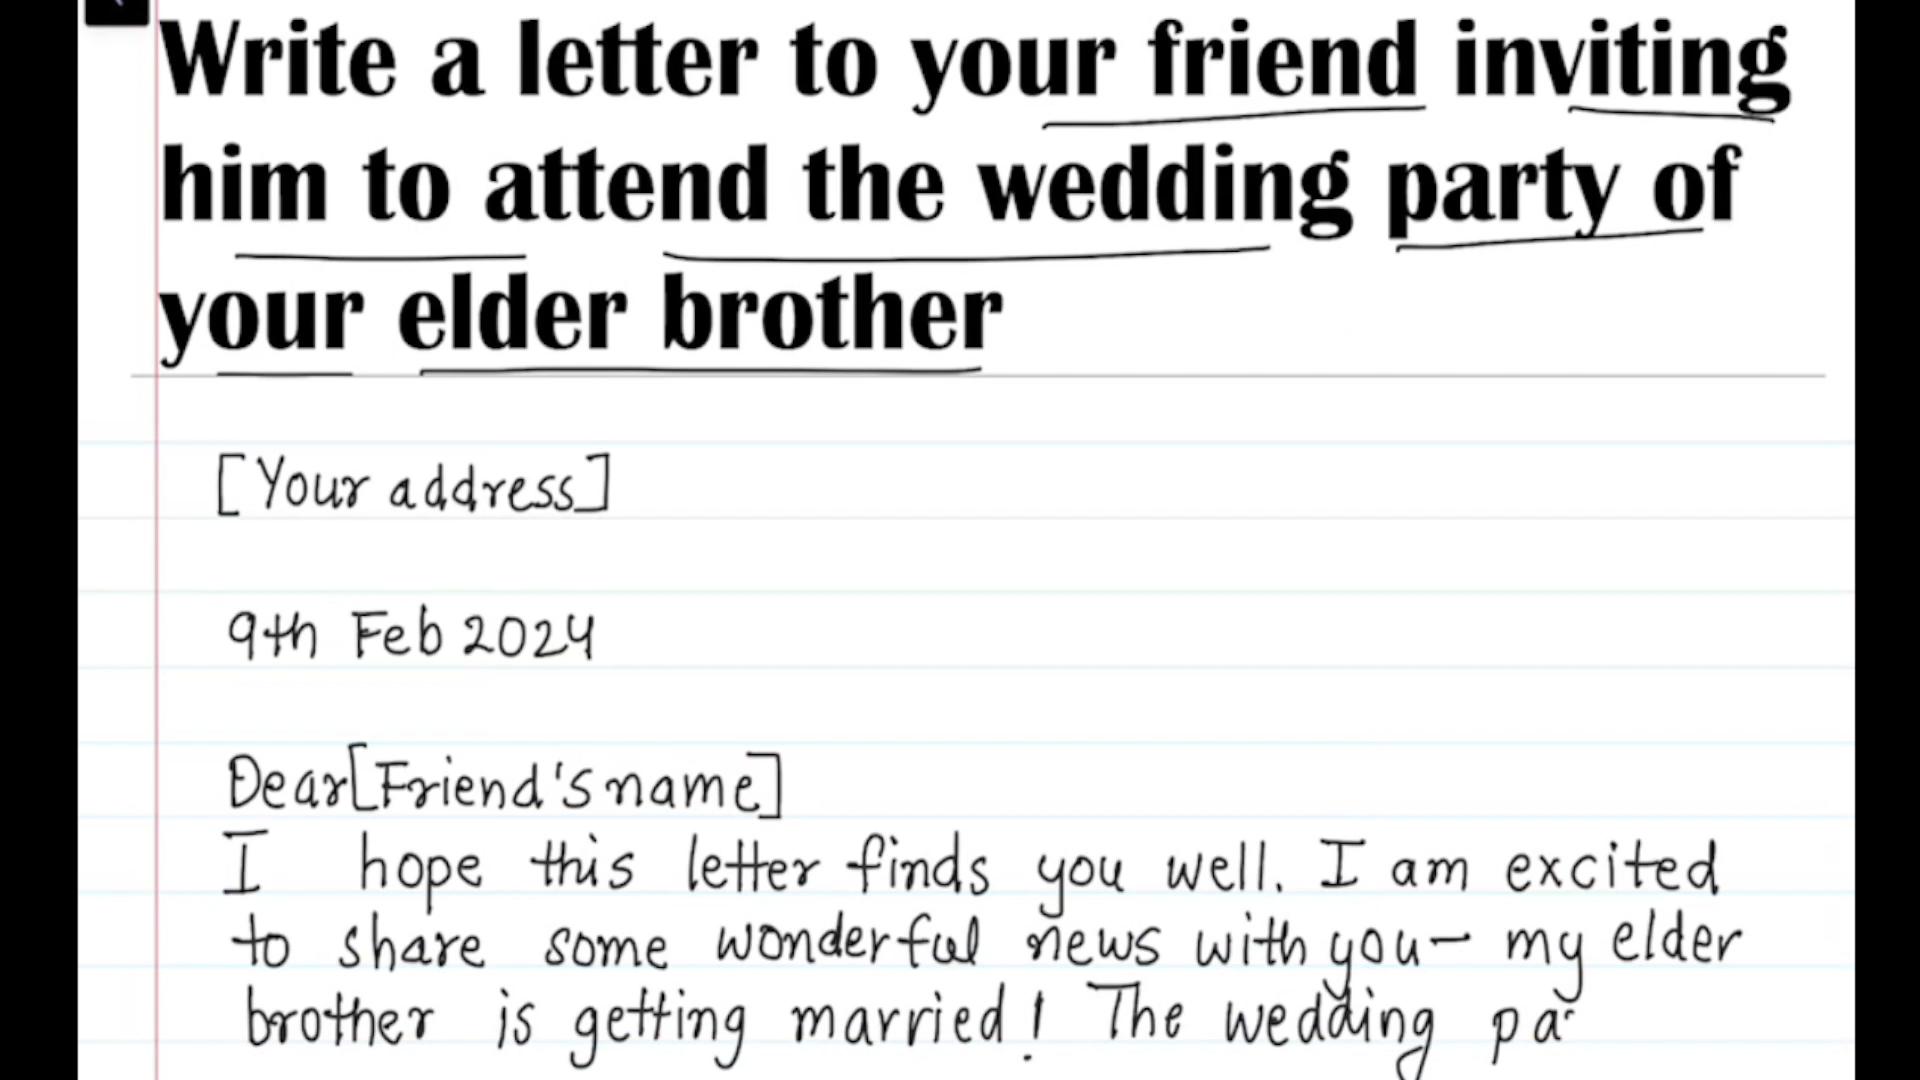 Write a letter to your friend inviting
him to attend the wedding party of
your elder brother
[Your address]
9th Feb 2024
Dear [Friend's name]
I hope this letter finds you well. I am excited
to share some wonderful news with you - my elder
brother is getting married! The wedding pa